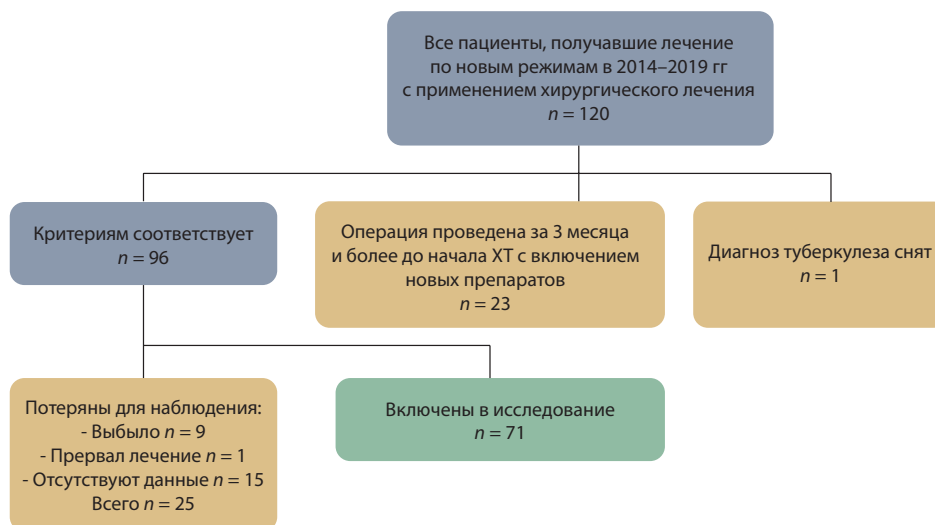 Все пациенты, получавшие лечение
по новым режимам в 2014–2019 гг
с применением хирургического лечения
n = 120
Критериям соответствует
n = 96
Операция проведена за 3 месяца
и более до начала ХТ с включением
новых препаратов
n = 23
Диагноз туберкулеза снят
n = 1
Потеряны для наблюдения:
- Выбыло n = 9
- Прервал лечение n = 1
- Отсутствуют данные n = 15
Всего n = 25
Включены в исследование
n = 71